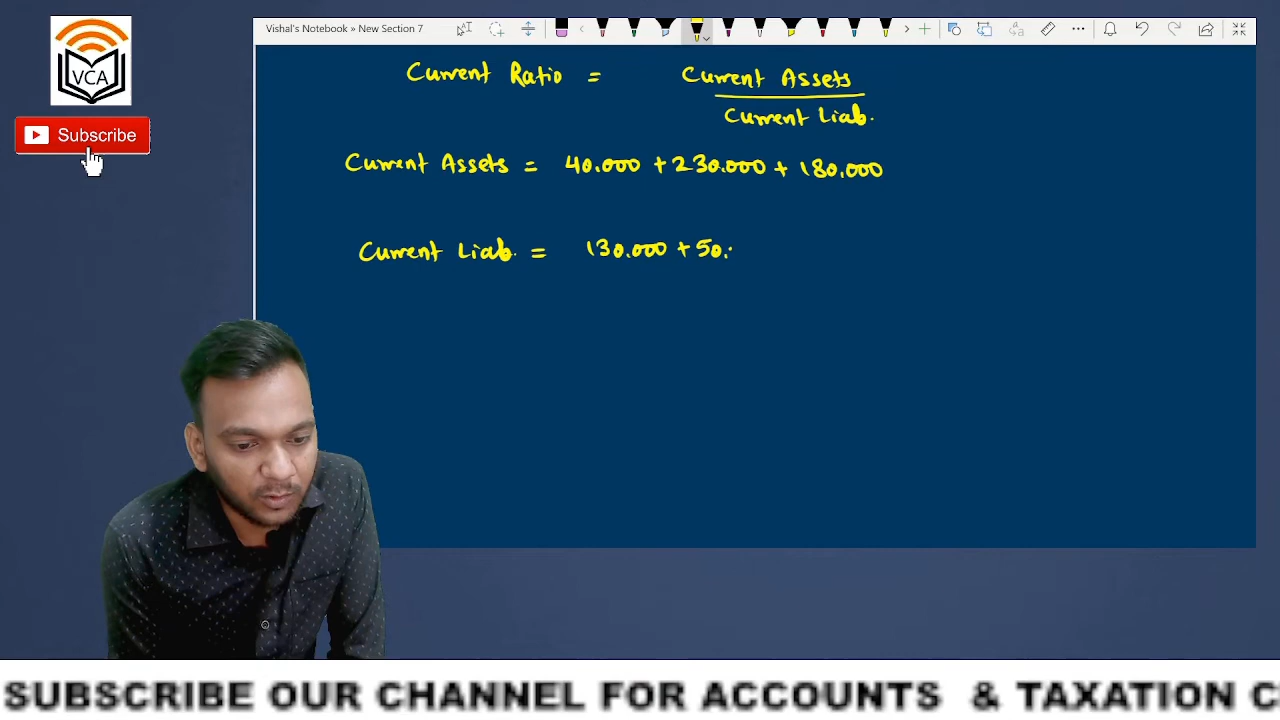 Vishal's Notebook » New Section 7
VCA
Subscribe
Current Ratio = Current Assets
Current Liab.
Current Assets = 40.000 + 230.000 + 180.000
Current Liab. = 130.000 + 50.
SUBSCRIBE OUR CHANNEL FOR ACCOUNTS & TAXATION C